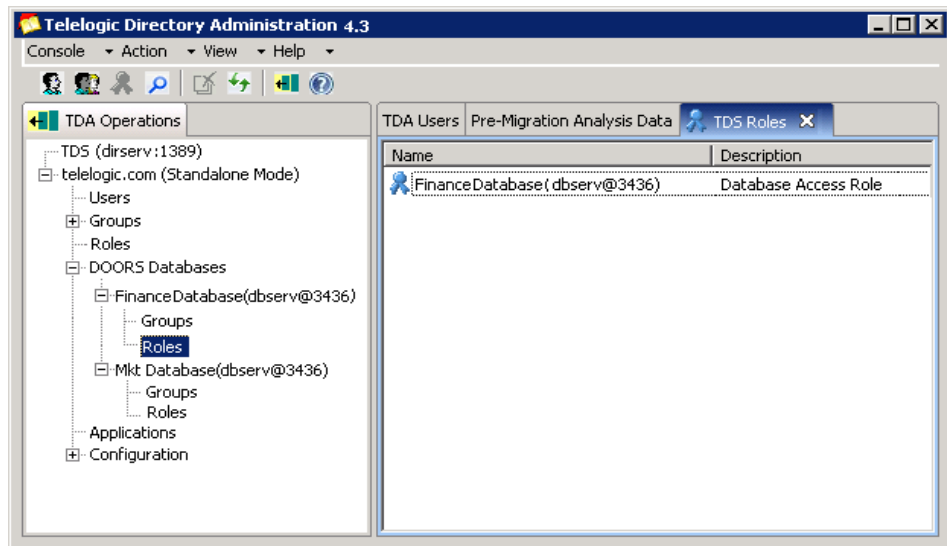 Telelogic Directory Administration 4.3
Console Action View Help
TDA Operations
TDS (dirserv:1389)
telelogic.com (Standalone Mode)
Users
Groups
Roles
DOORS Databases
FinanceDatabase(dbserv@3436)
Groups
Roles
Mkt Database(dbserv@3436)
Groups
Roles
Applications
Configuration
TDA Users Pre-Migration Analysis Data TDS Roles
Name Description
FinanceDatabase( dbserv@3436) Database Access Role